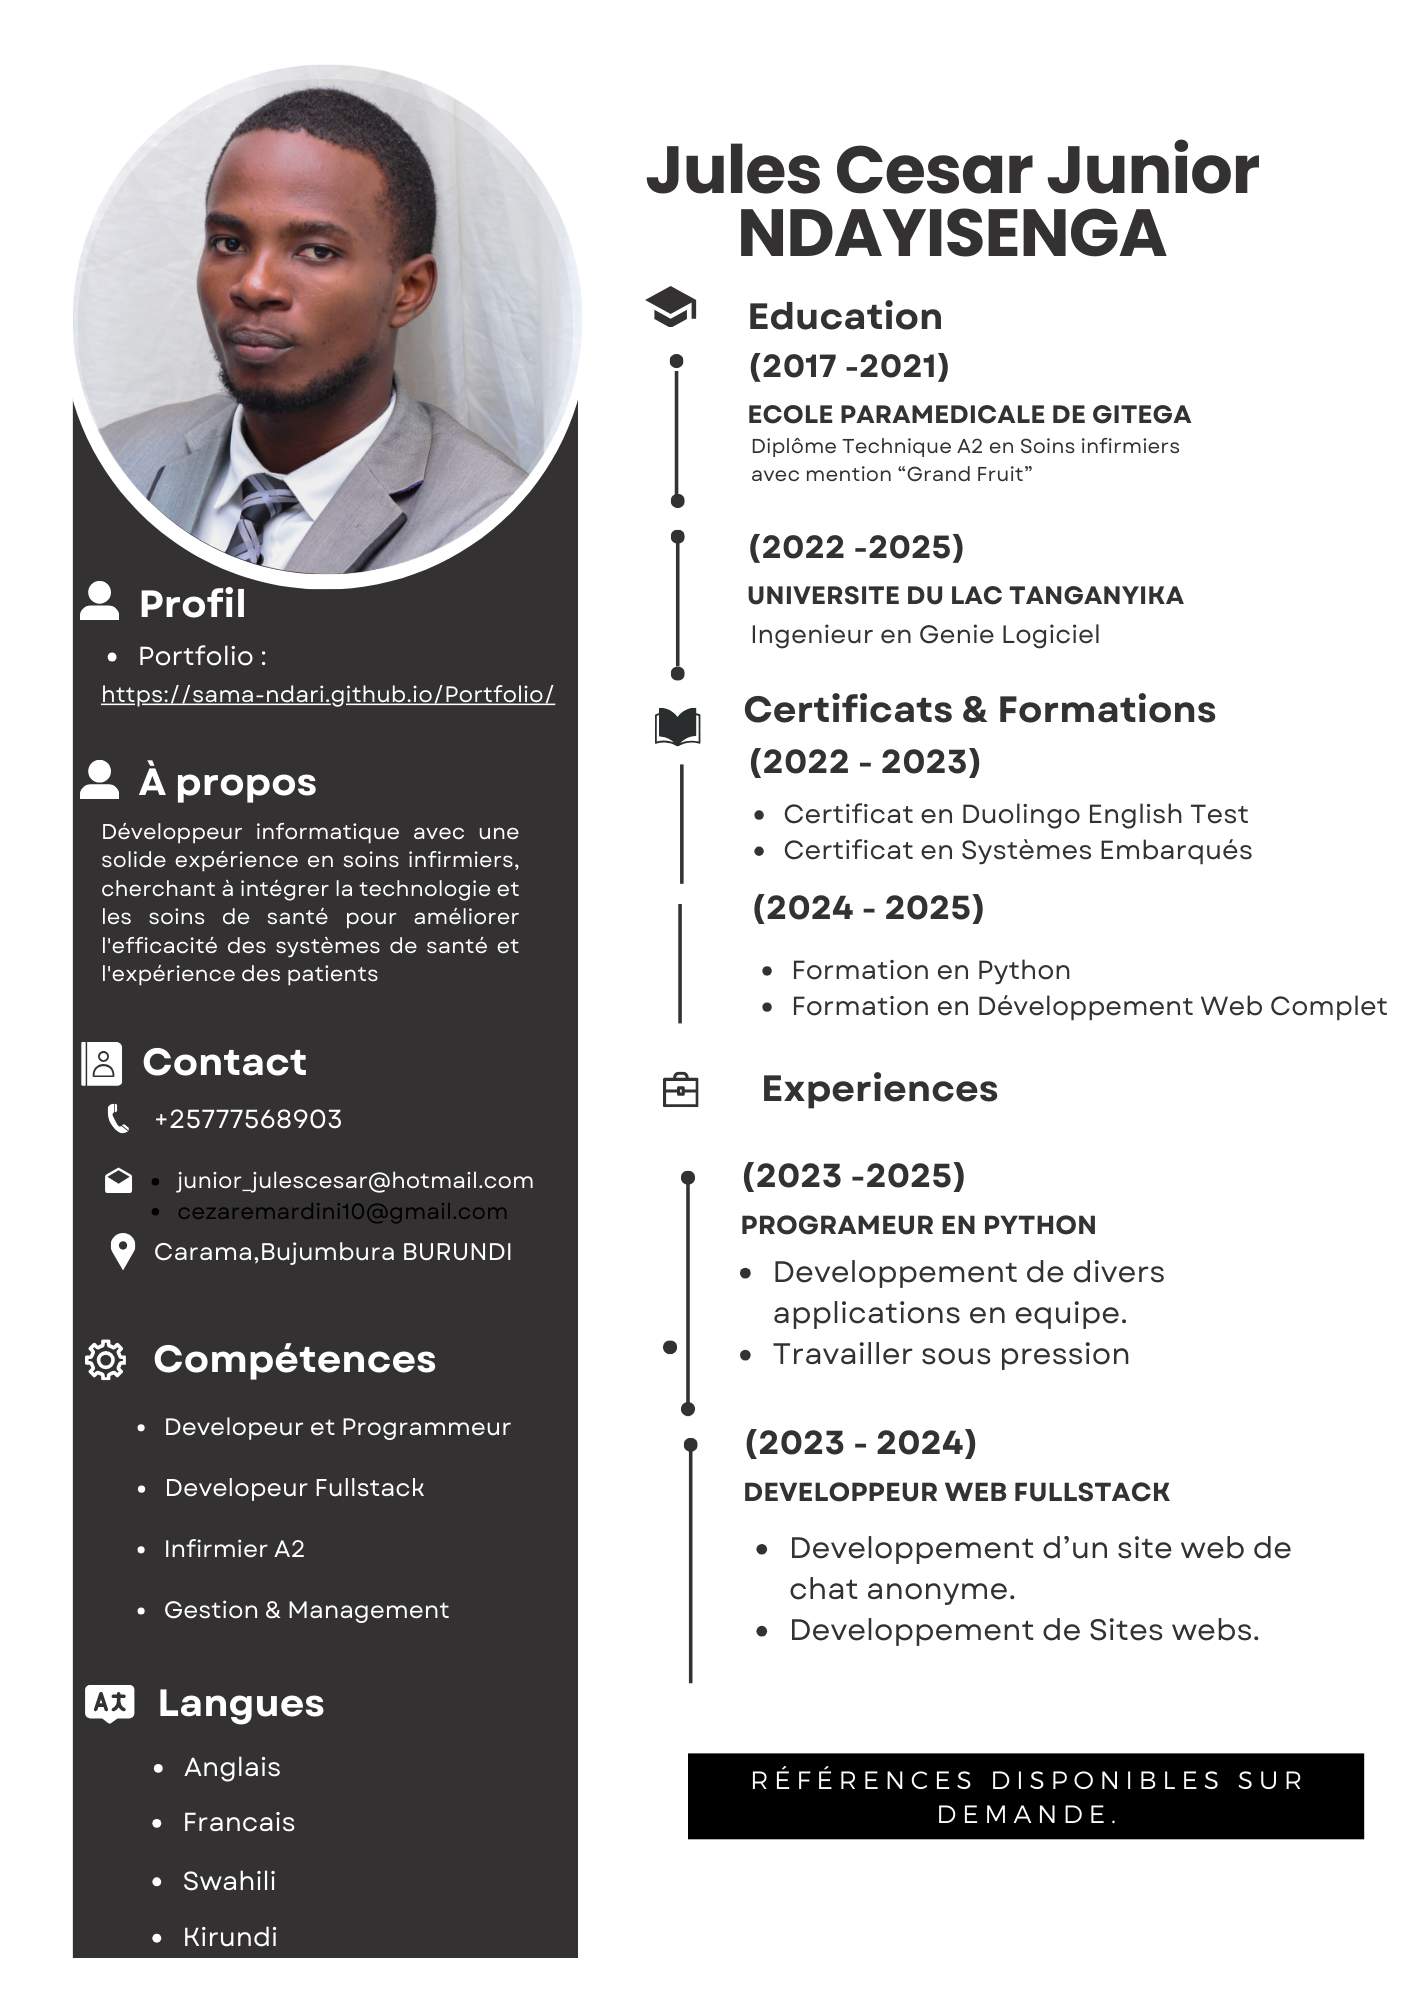 Jules Cesar Junior
NDAYISENGA
Profil
Portfolio :
https://sama-ndari.github.io/Portfolio/
À propos
Développeur informatique avec une
solide expérience en soins infirmiers,
cherchant à intégrer la technologie et
les soins de santé pour améliorer
l'efficacité des systèmes de santé et
l'expérience des patients
Contact
+25777568903
junior_julescesar@hotmail.com
cezaremardini10@gmail.com
Carama,Bujumbura BURUNDI
Compétences
Developeur et Programmeur
Developeur Fullstack
Infirmier A2
Gestion & Management
Langues
Anglais
Francais
Swahili
Kirundi
Education
(2017 -2021)
ECOLE PARAMEDICALE DE GITEGA
Diplôme Technique A2 en Soins infirmiers
avec mention “Grand Fruit”
(2022 -2025)
UNIVERSITE DU LAC TANGANYIKA
Ingenieur en Genie Logiciel
Certificats & Formations
(2022 - 2023)
Certificat en Duolingo English Test
Certificat en Systèmes Embarqués
(2024 - 2025)
Formation en Python
Formation en Développement Web Complet
Experiences
(2023 -2025)
PROGRAMEUR EN PYTHON
Developpement de divers
applications en equipe.
Travailler sous pression
(2023 - 2024)
DEVELOPPEUR WEB FULLSTACK
Developpement d’un site web de
chat anonyme.
Developpement de Sites webs.
RÉFÉRENCES DISPONIBLES SUR
DEMANDE.